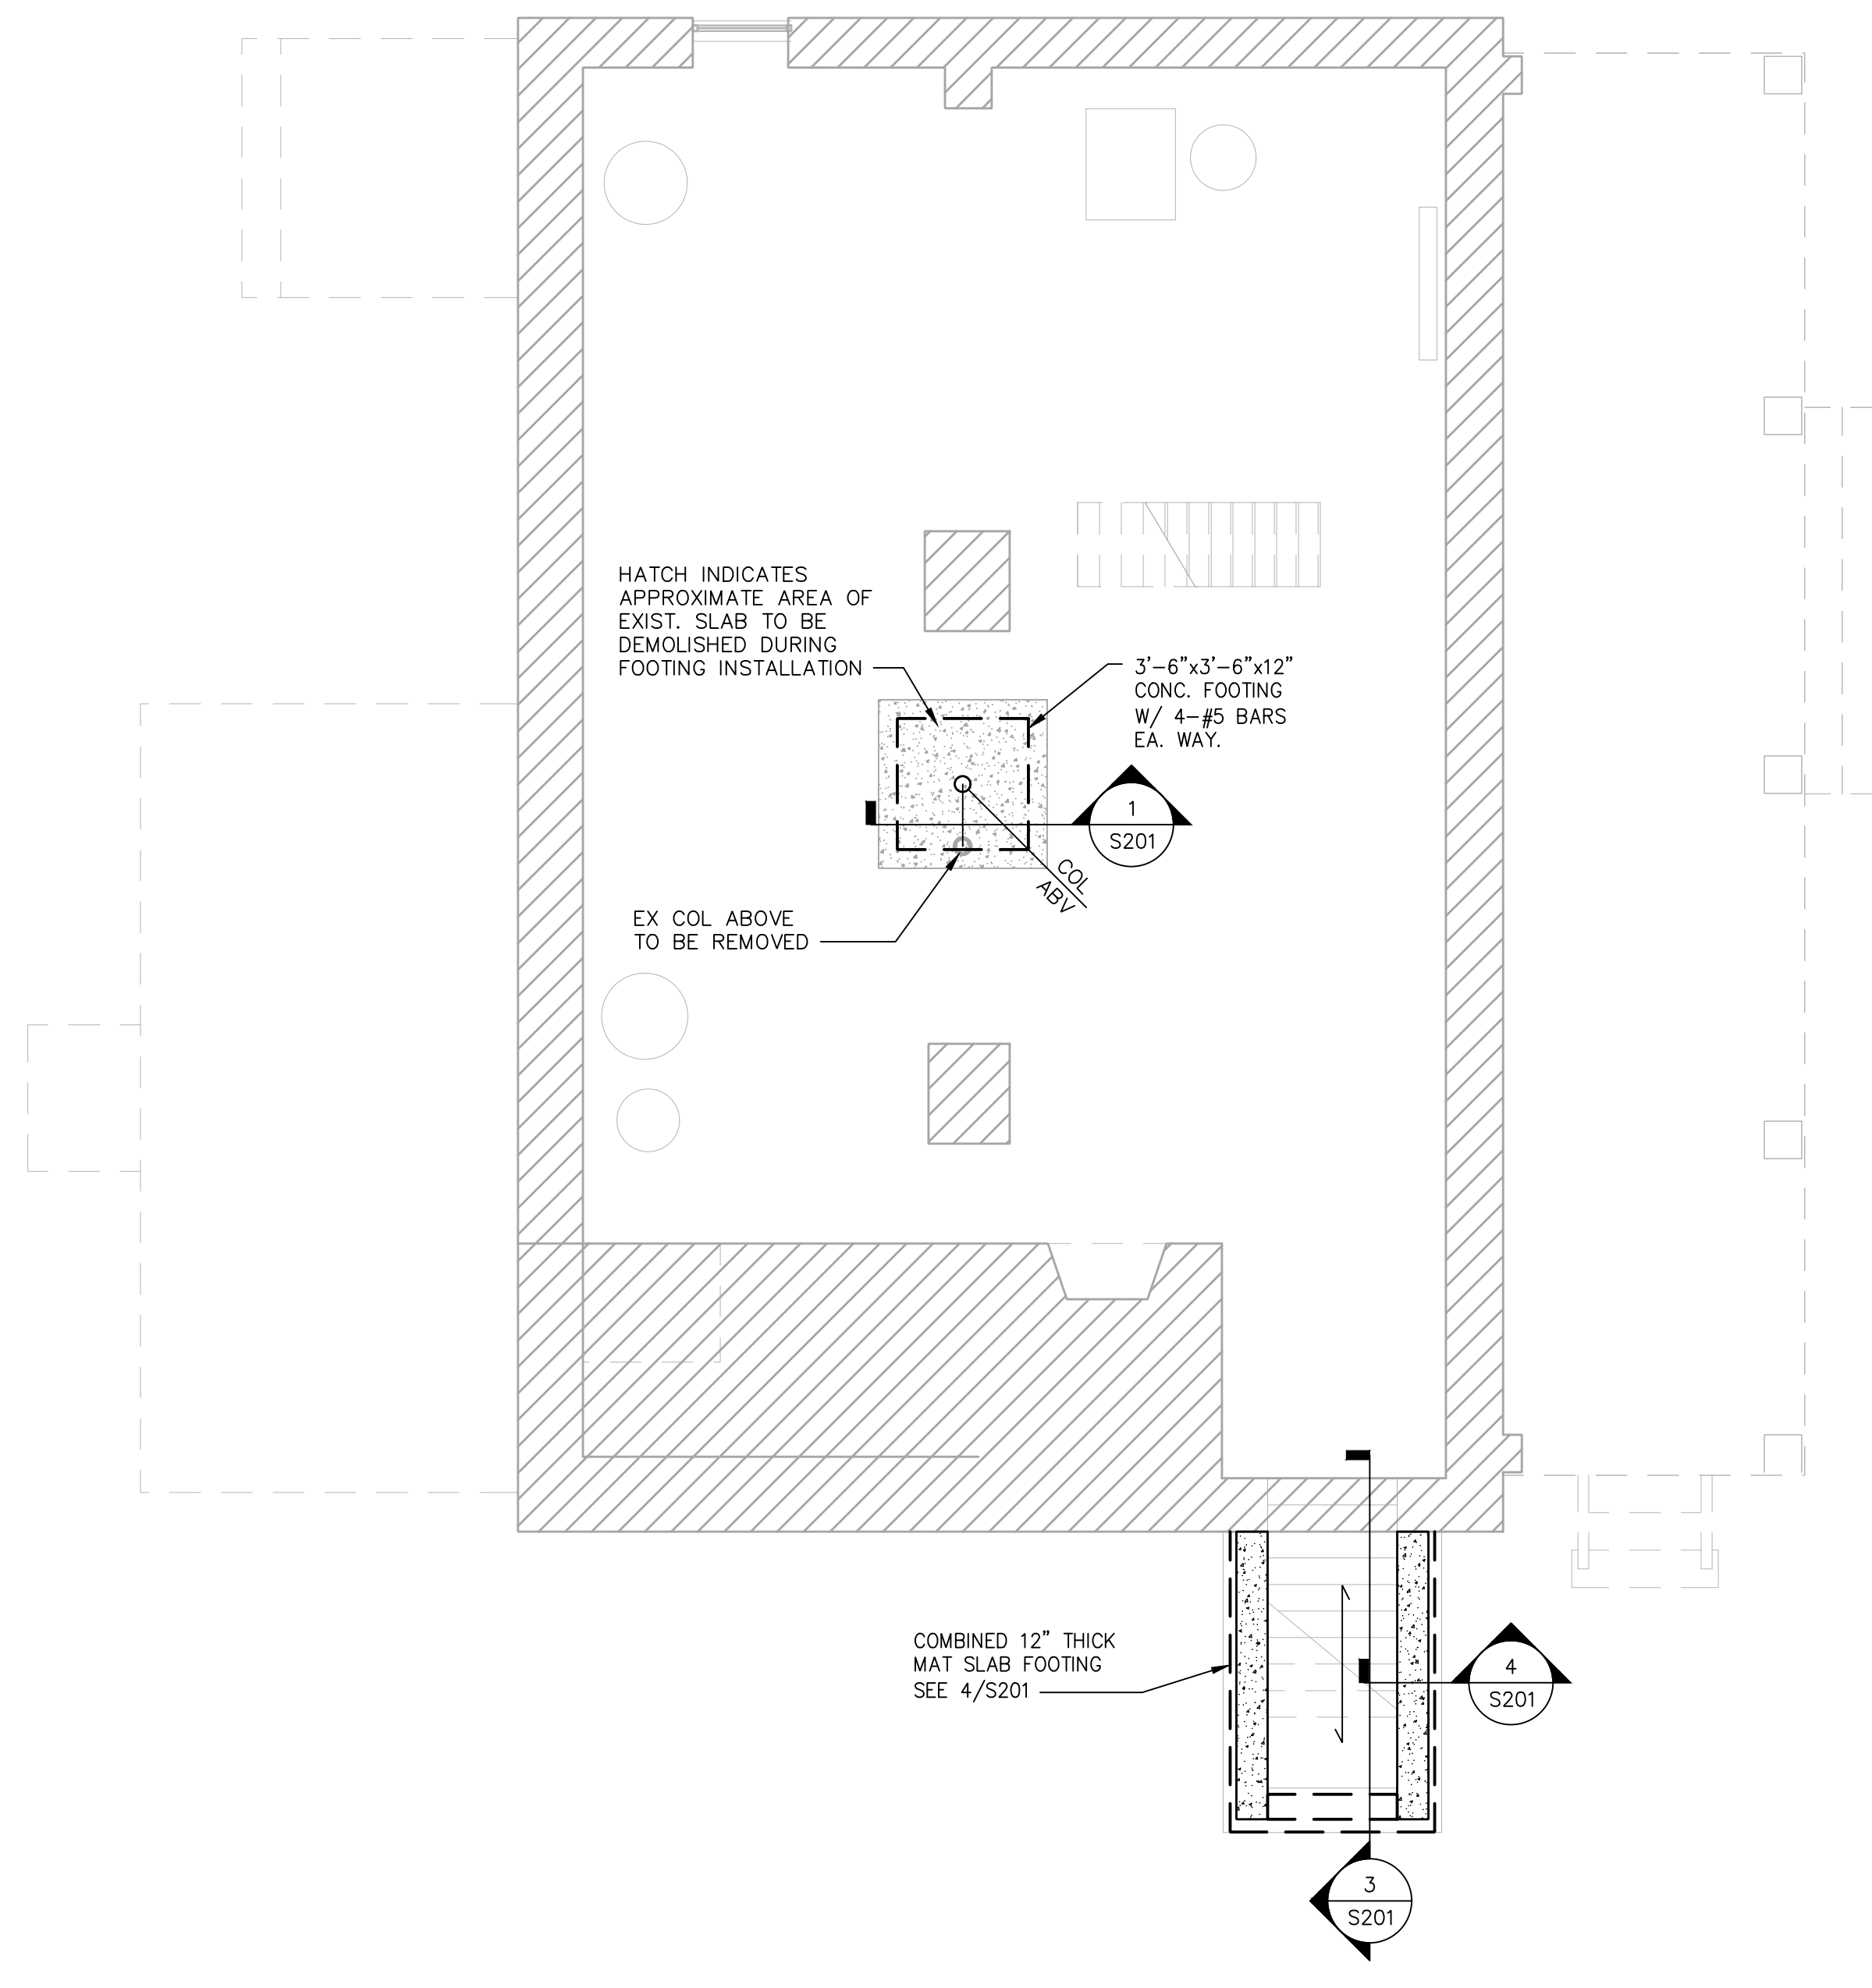 HATCH INDICATES
APPROXIMATE AREA OF
EXIST. SLAB TO BE
DEMOLISHED DURING
FOOTING INSTALLATION
3'-6"x3'-6"x12"
CONC. FOOTING
W/ 4-#5 BARS
EA. WAY.
1
S201
COL
ABV
EX COL ABOVE
TO BE REMOVED
COMBINED 12" THICK
MAT SLAB FOOTING
SEE 4/S201
4
S201
3
S201